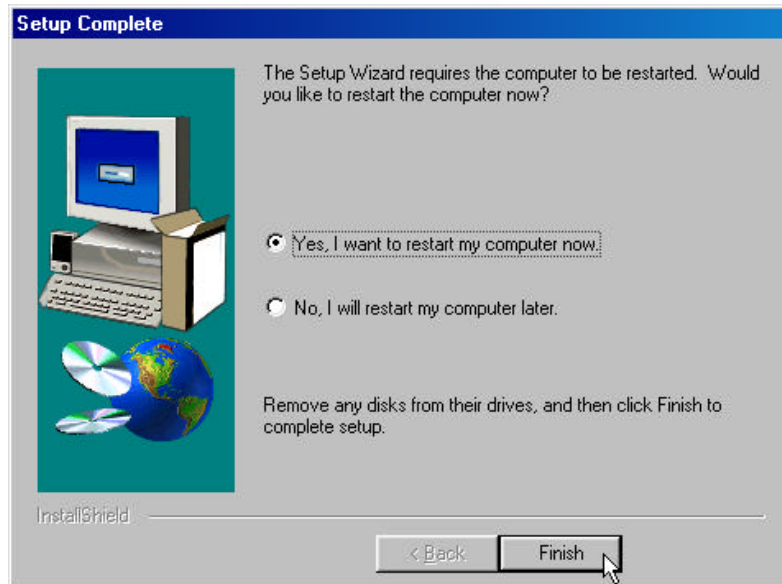 Setup Complete
The Setup Wizard requires the computer to be restarted.  Would
you like to restart the computer now?
Yes, I want to restart my computer now.
No, I will restart my computer later.
Remove any disks from their drives, and then click Finish to
complete setup.
InstallShield
< Back
Finish